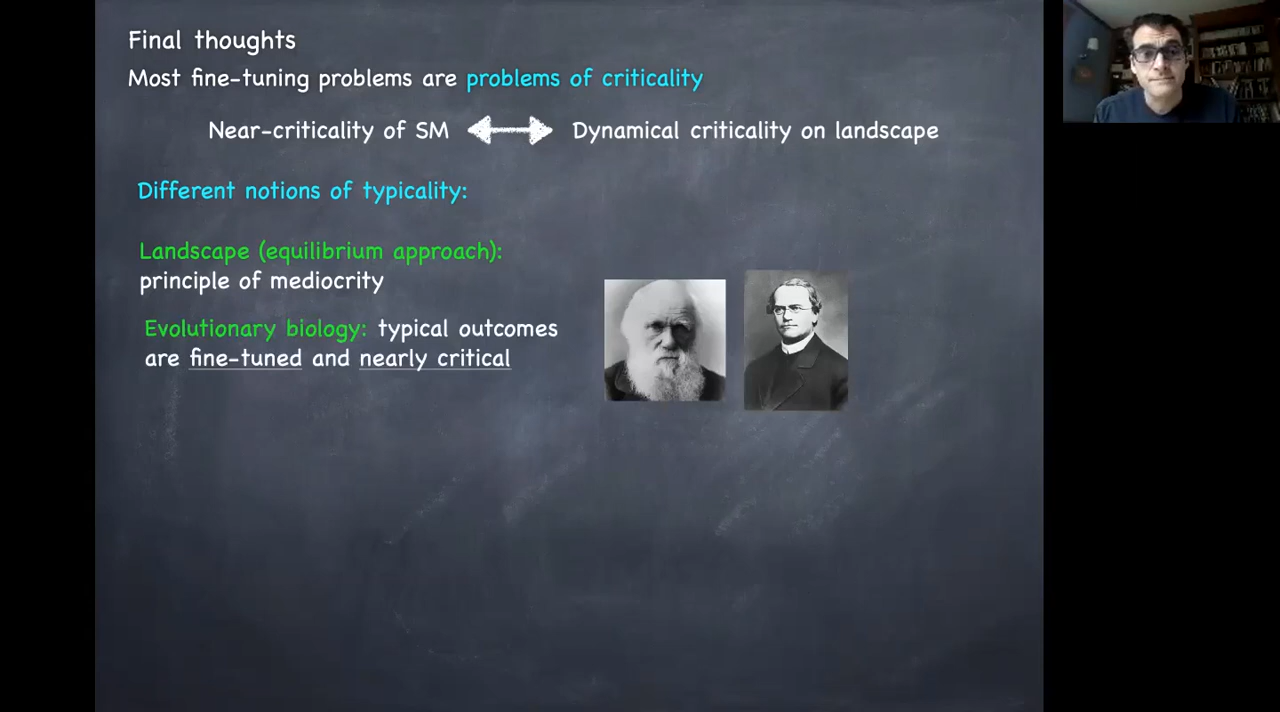 Final thoughts
Most fine-tuning problems are problems of criticality
Near-criticality of SM Dynamical criticality on landscape
Different notions of typicality:
Landscape (equilibrium approach):
principle of mediocrity
Evolutionary biology: typical outcomes
are fine-tuned and nearly critical